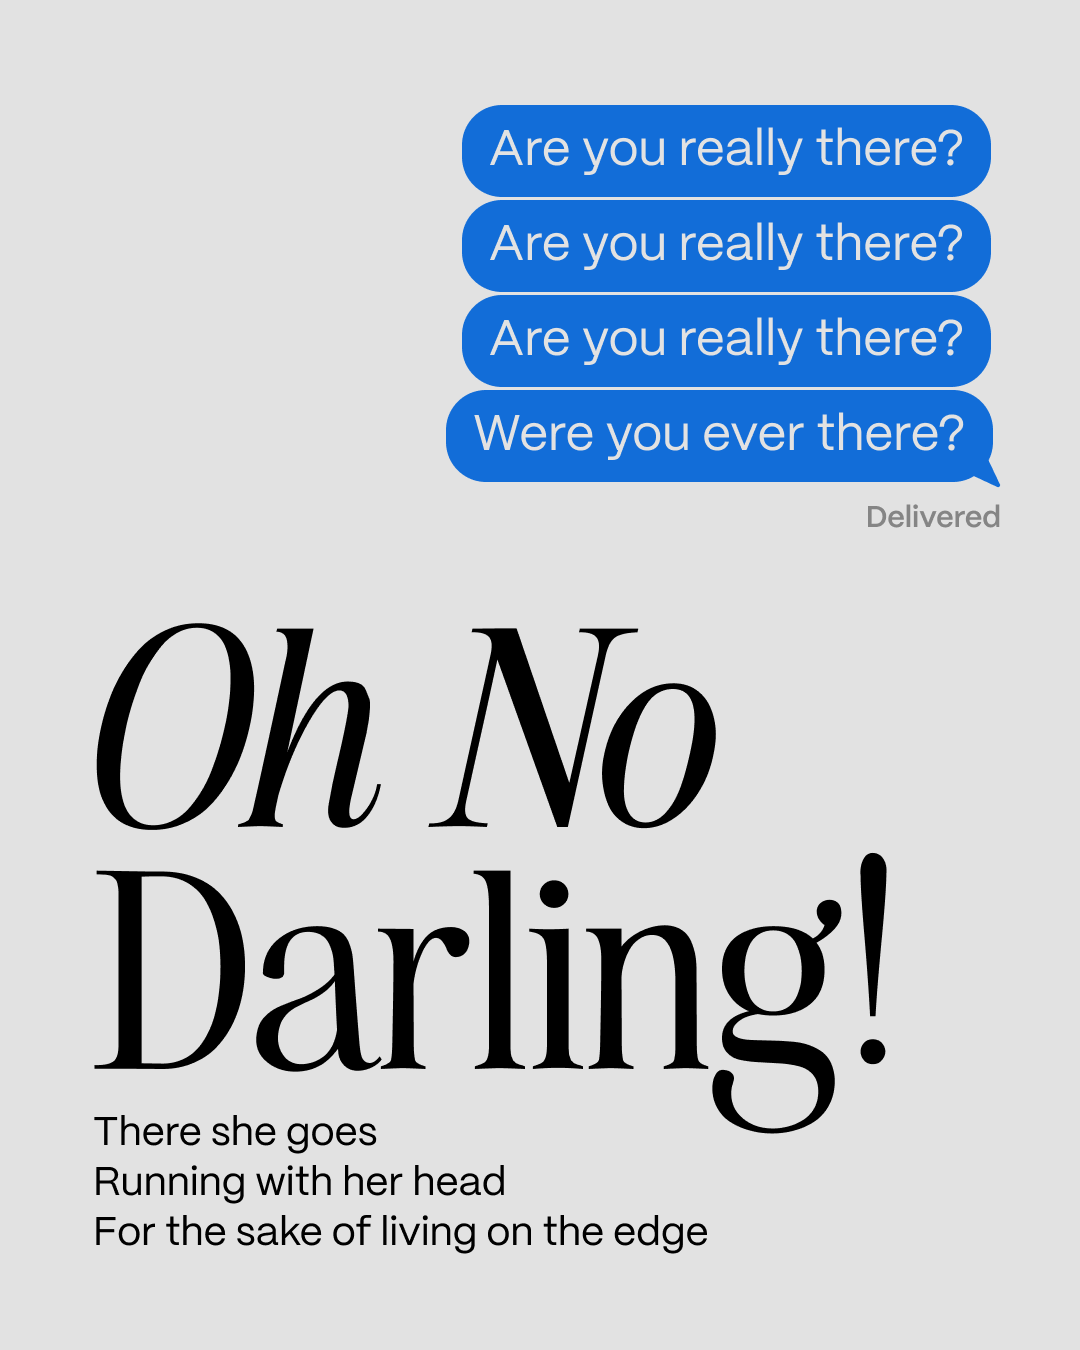 Are you really there?
Are you really there?
Are you really there?
Were you ever there?
Delivered
Oh No
Darling!
There she goes
Running with her head
For the sake of living on the edge